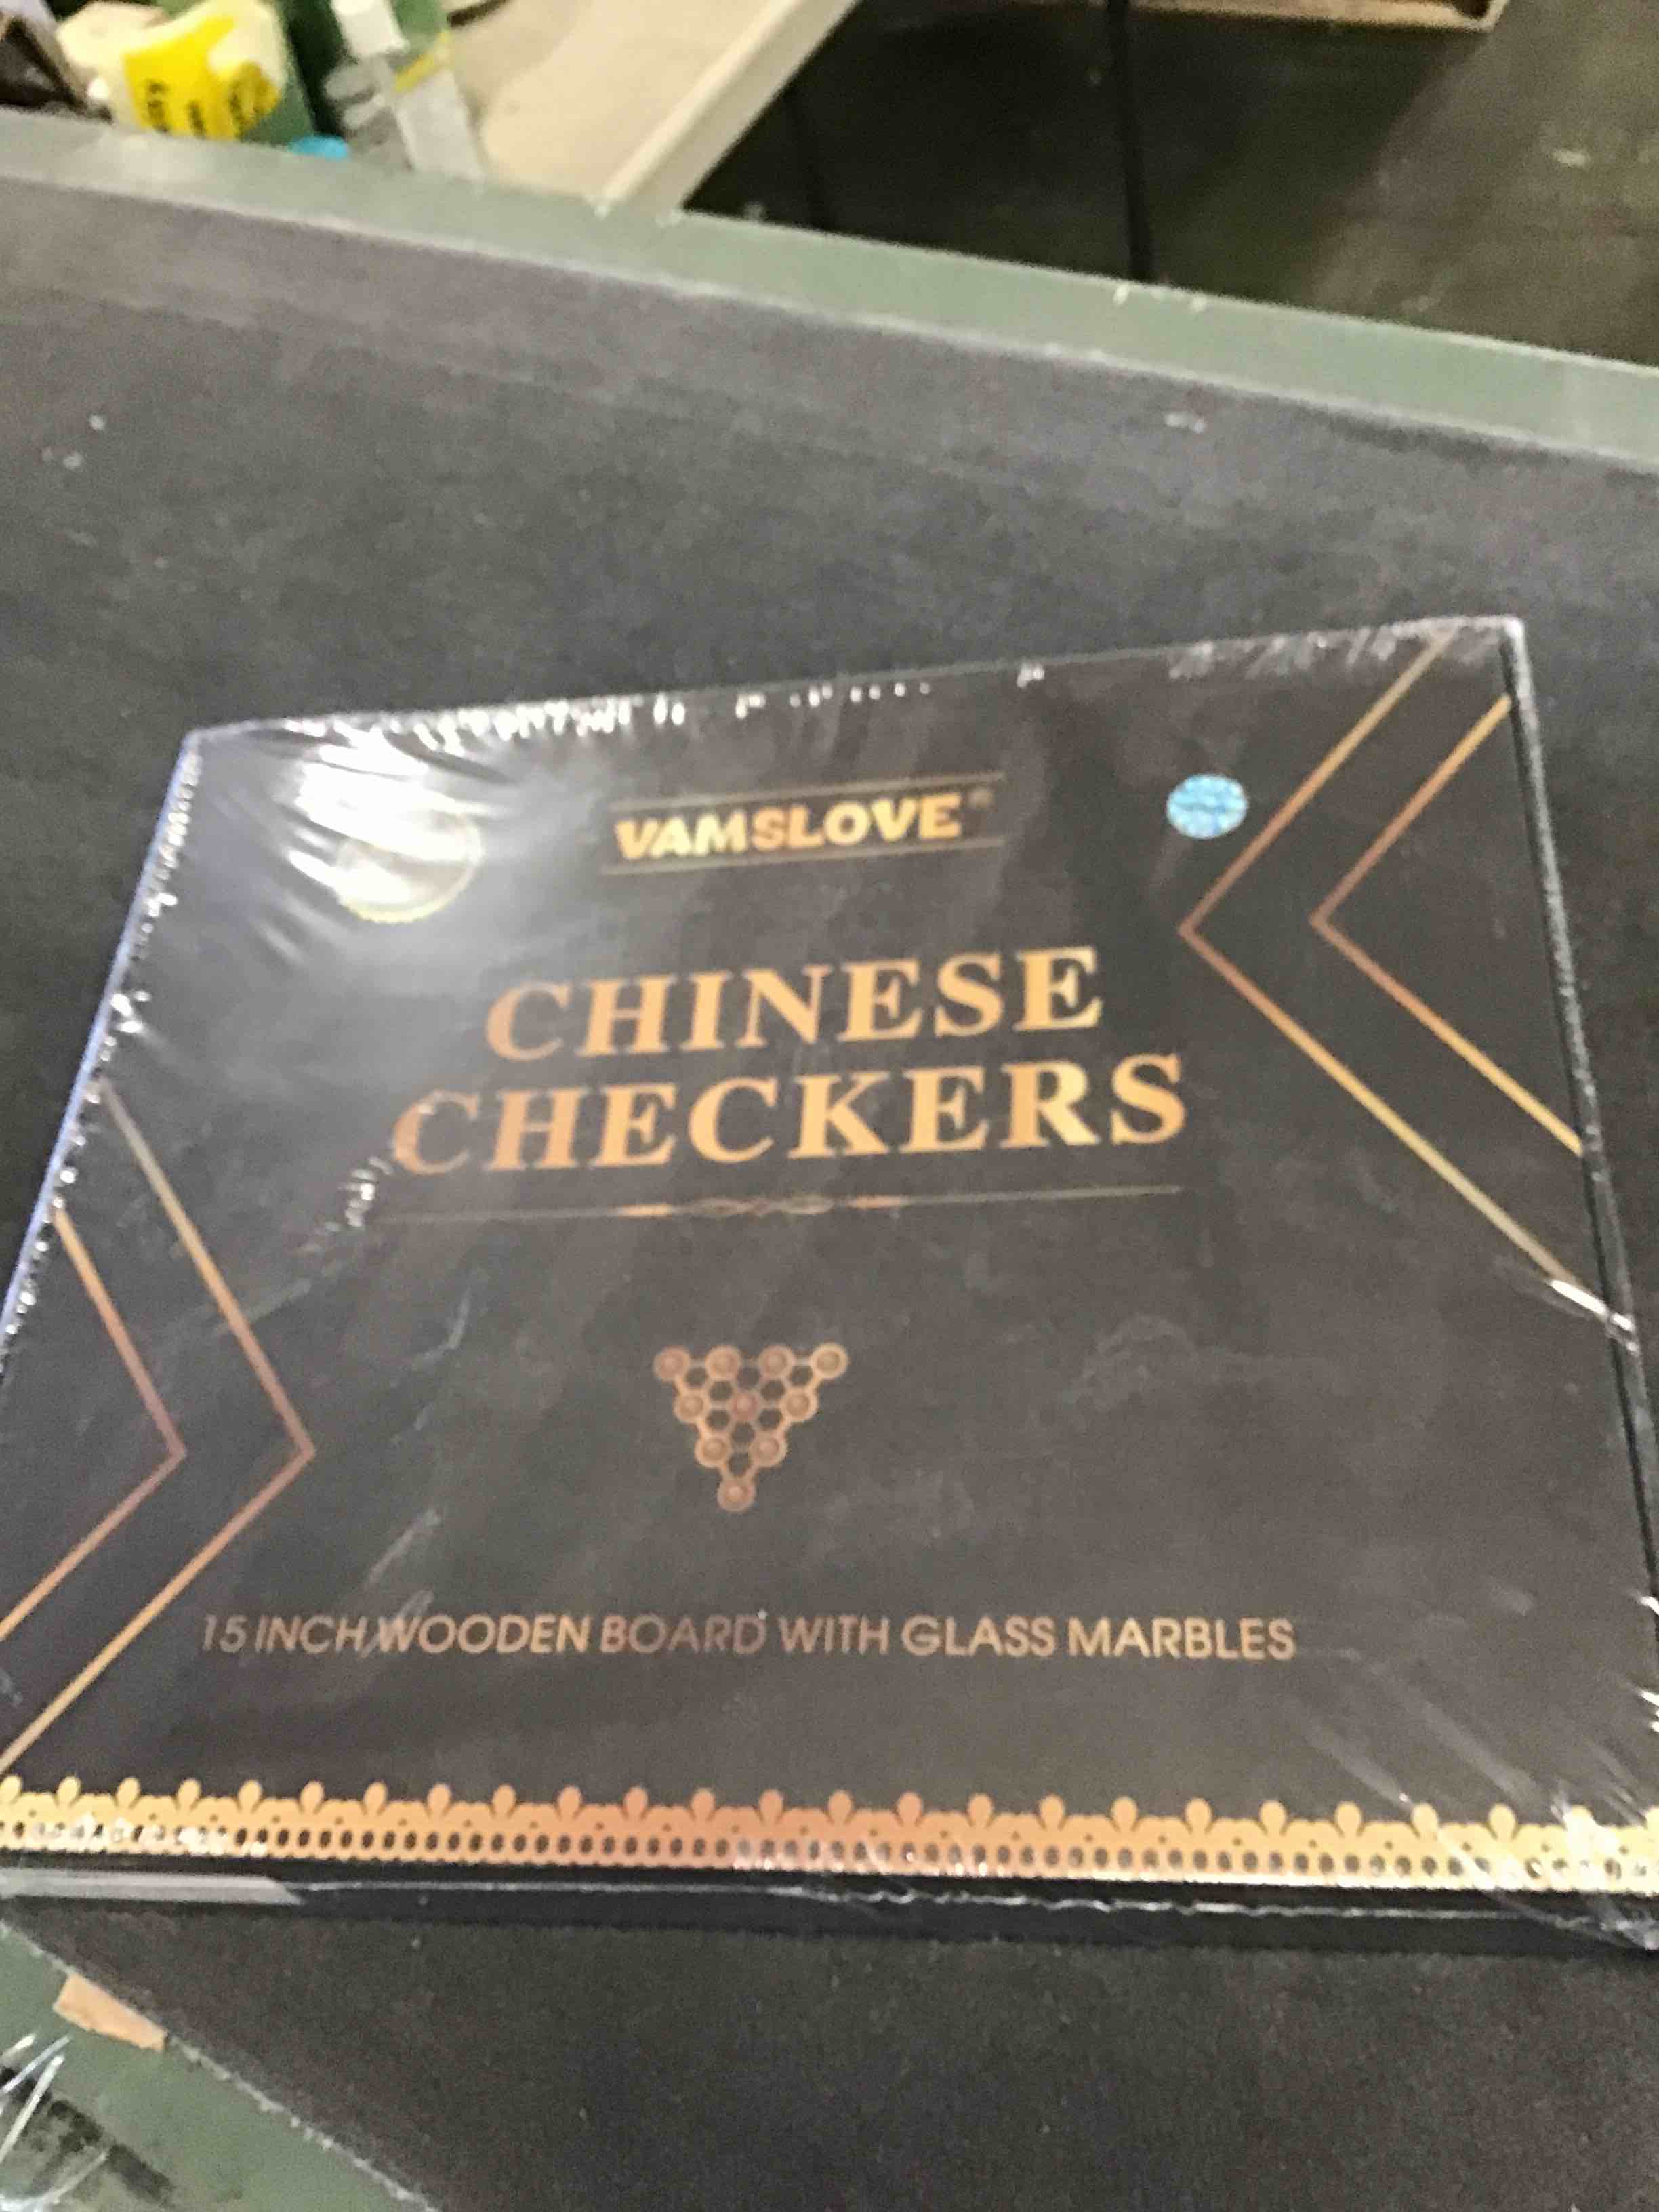 VAMSLOVE®
CHINESE
CHECKERS
15 INCH WOODEN BOARD WITH GLASS MARBLES